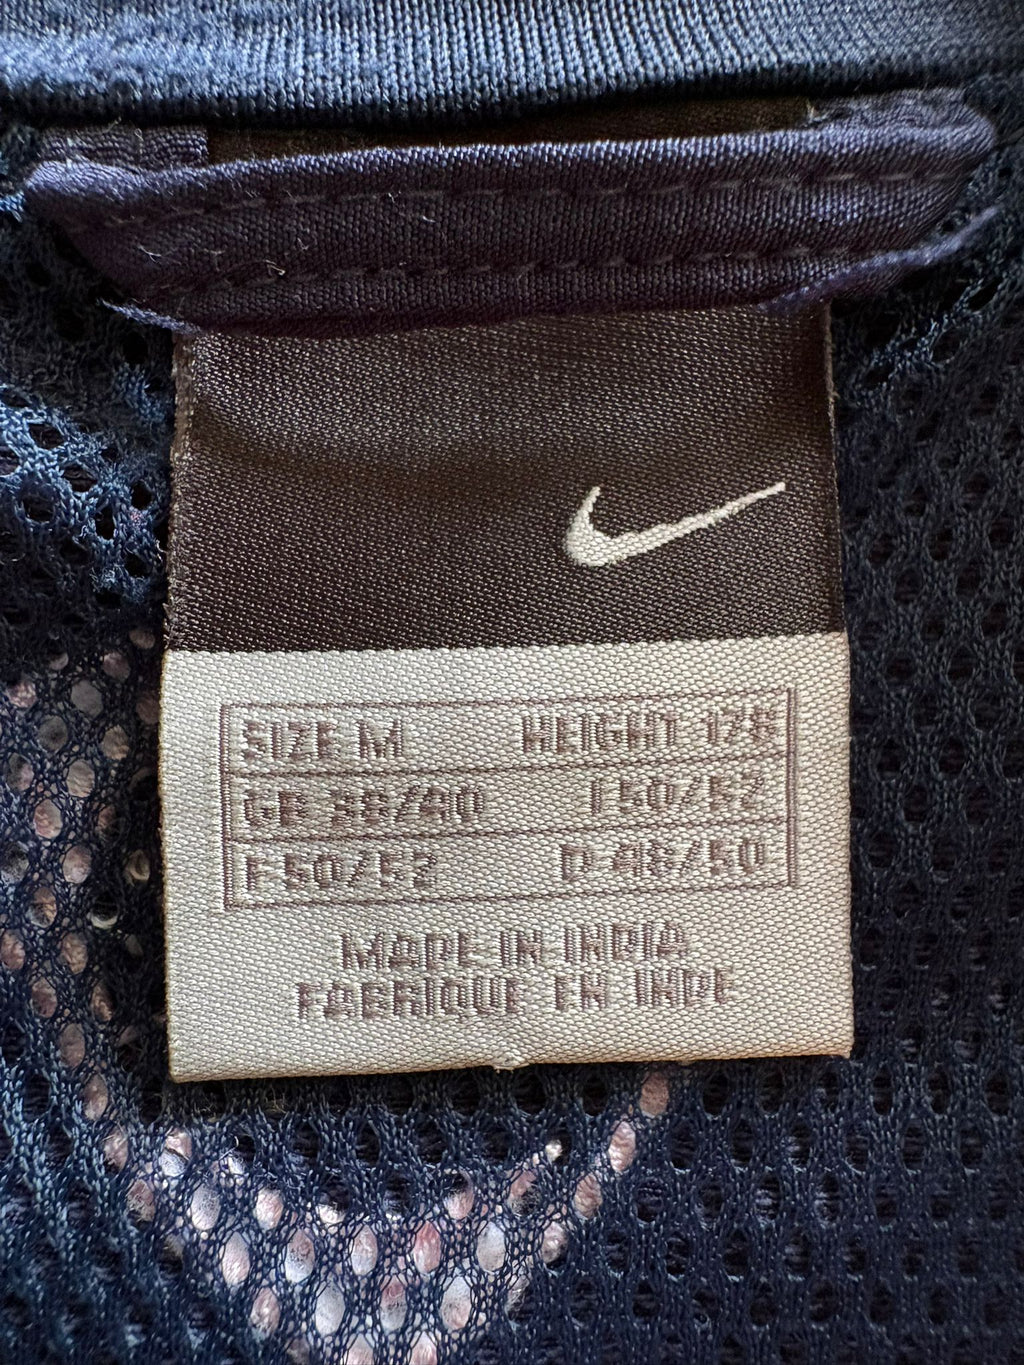 SIZE M HEIGHT 178
GB 38/40 I 50/52
F 50/52 D 48/50
MADE IN INDIA
FABRIQUE EN INDE